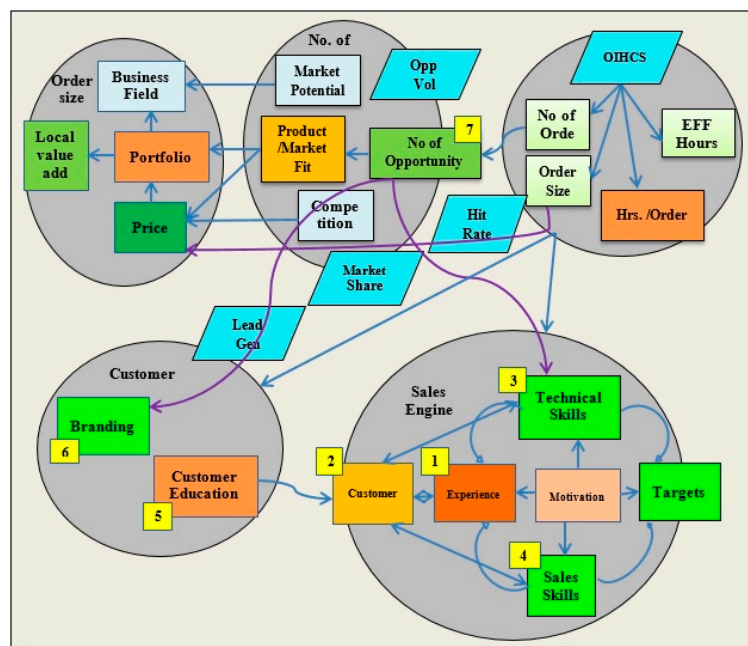 Order
size
Business
Field
Local
value
add
Portfolio
Price
No. of
Market
Potential
Opp
Vol
Product
/Market
Fit
7
No of
Opportunity
Compe
tition
Hit
Rate
Market
Share
Lead
Gen
OIHCS
No of
Orde
EFF
Hours
Order
Size
Hrs. /Order
Customer
Branding
6
Customer
Education
5
Sales
Engine
3
Technical
Skills
2
Customer
1
Experience
Motivation
Targets
4
Sales
Skills